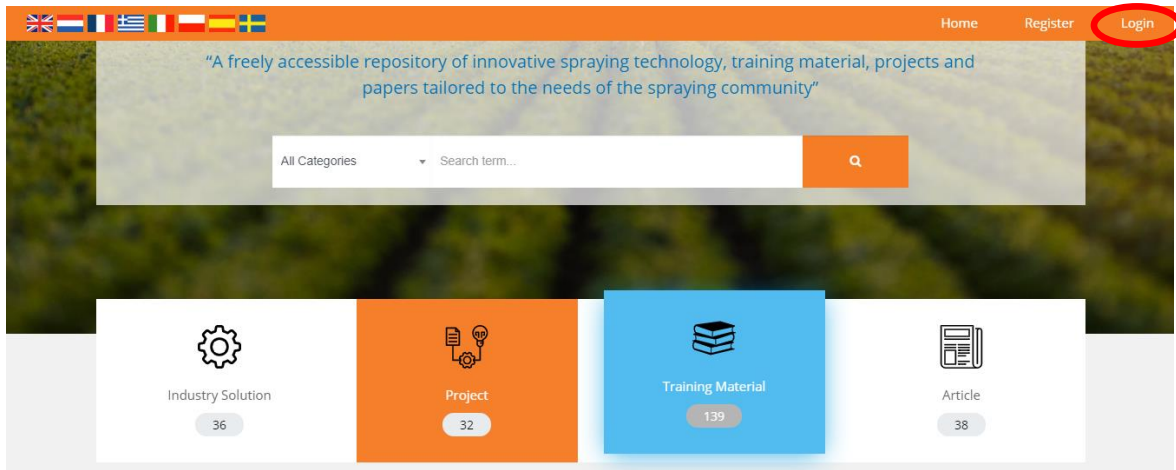 Home Register Login
“A freely accessible repository of innovative spraying technology, training material, projects and
papers tailored to the needs of the spraying community”
All Categories Search term...
Industry Solution Project Training Material Article
36 32 139 38